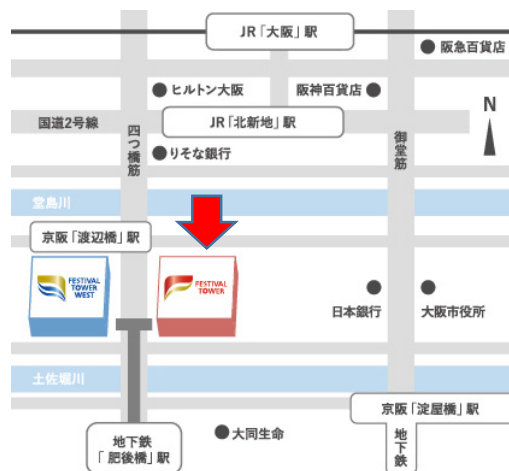 JR「大阪」駅
阪急百貨店
ヒルトン大阪
阪神百貨店
N
国道2号線
JR「北新地」駅
四つ橋筋
御堂筋
りそな銀行
堂島川
京阪「渡辺橋」駅
FESTIVAL
TOWER
WEST
FESTIVAL
TOWER
日本銀行
大阪市役所
土佐堀川
京阪「淀屋橋」駅
地下鉄
「肥後橋」駅
大同生命
地下鉄